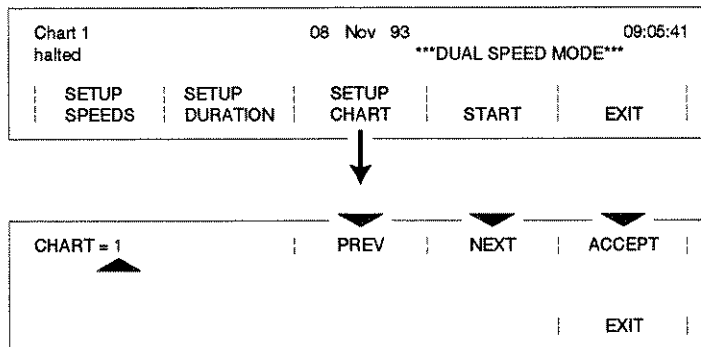 Chart 1 08 Nov 93 09:05:41
halted ***DUAL SPEED MODE***
SETUP SETUP SETUP
SPEEDS DURATION CHART START EXIT
CHART = 1 PREV NEXT ACCEPT
EXIT